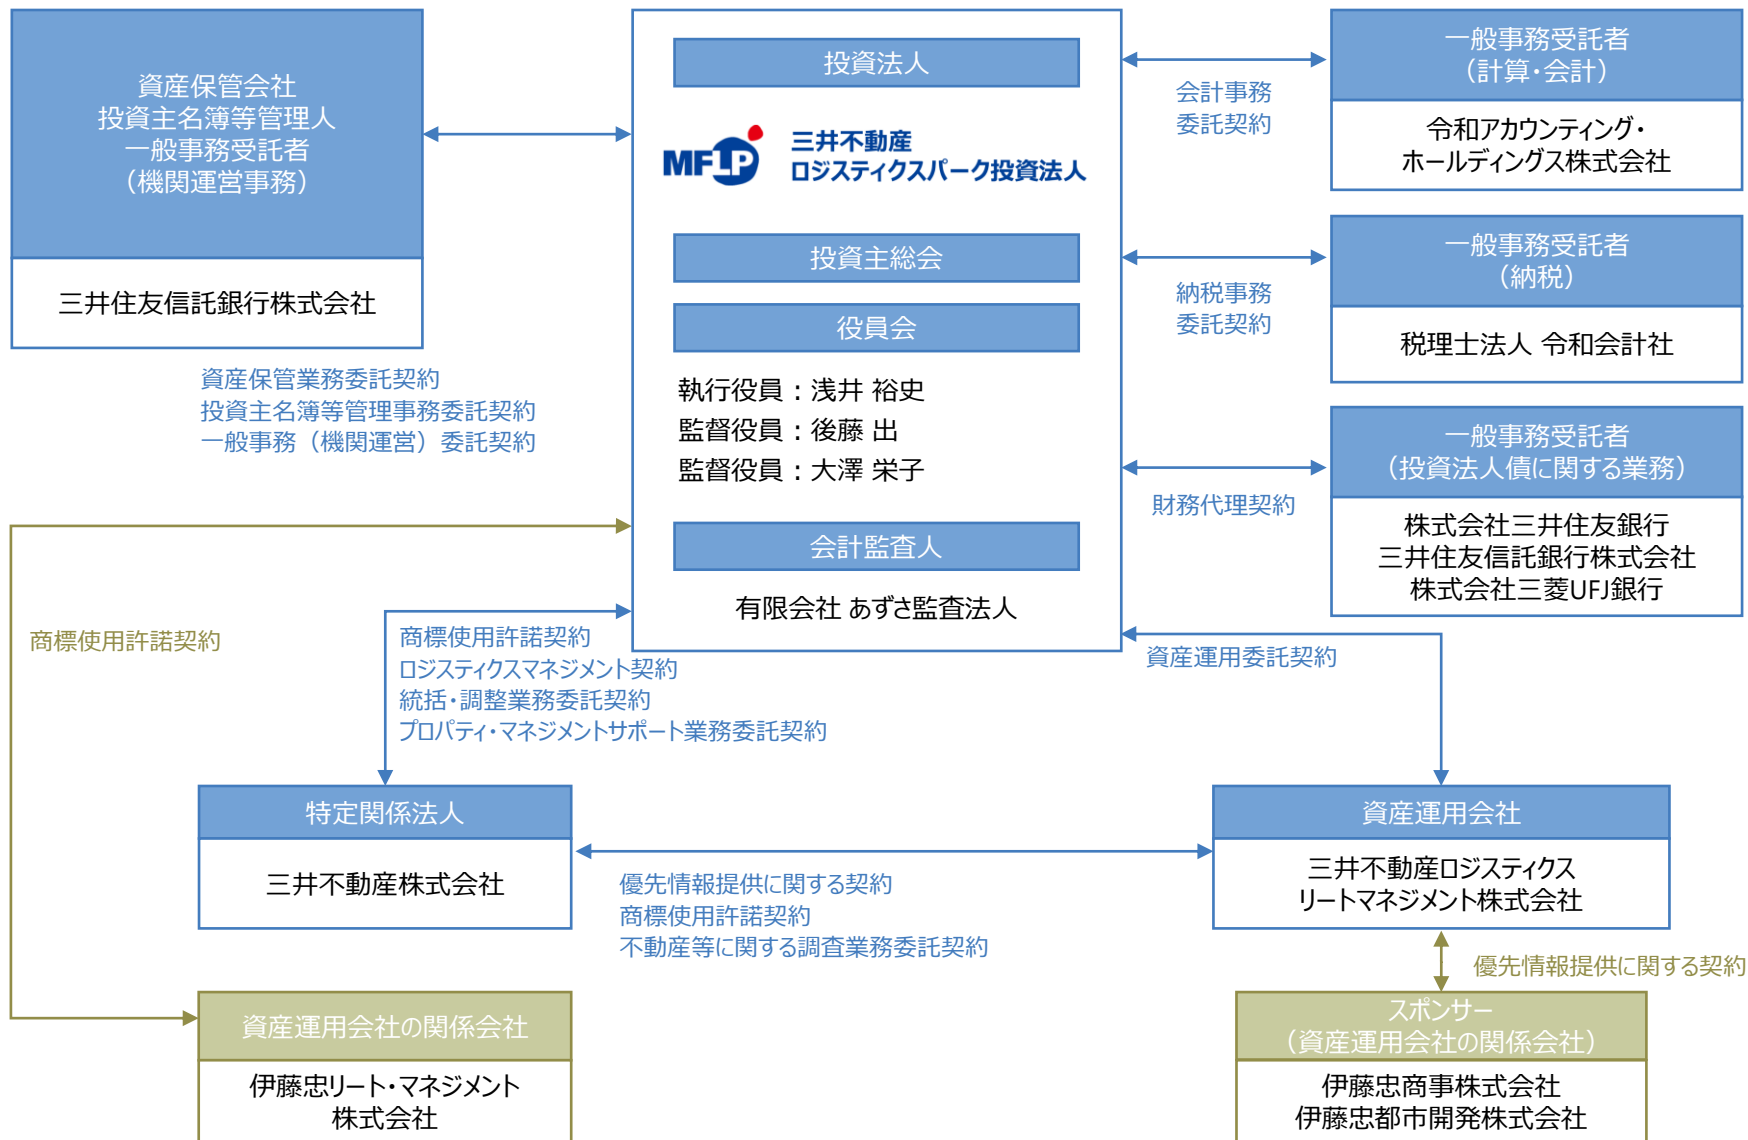 資産保管会社
投資主名簿等管理人
一般事務受託者
（機関運営事務）
三井住友信託銀行株式会社
資産保管業務委託契約
投資主名簿等管理事務委託契約
一般事務（機関運営）委託契約
投資法人
MFLP
三井不動産
ロジスティクスパーク投資法人
投資主総会
役員会
執行役員：浅井 裕史
監督役員：後藤 出
監督役員：大澤 栄子
会計監査人
有限会社 あずさ監査法人
会計事務
委託契約
一般事務受託者
（計算・会計）
令和アカウンティング・
ホールディングス株式会社
納税事務
委託契約
一般事務受託者
（納税）
税理士法人 令和会計社
財務代理契約
一般事務受託者
（投資法人債に関する業務）
株式会社三井住友銀行
三井住友信託銀行株式会社
株式会社三菱UFJ銀行
商標使用許諾契約
商標使用許諾契約
ロジスティクスマネジメント契約
統括・調整業務委託契約
プロパティ・マネジメントサポート業務委託契約
資産運用委託契約
特定関係法人
三井不動産株式会社
優先情報提供に関する契約
商標使用許諾契約
不動産等に関する調査業務委託契約
資産運用会社
三井不動産ロジスティクス
リートマネジメント株式会社
優先情報提供に関する契約
資産運用会社の関係会社
伊藤忠リート・マネジメント
株式会社
スポンサー
（資産運用会社の関係会社）
伊藤忠商事株式会社
伊藤忠都市開発株式会社